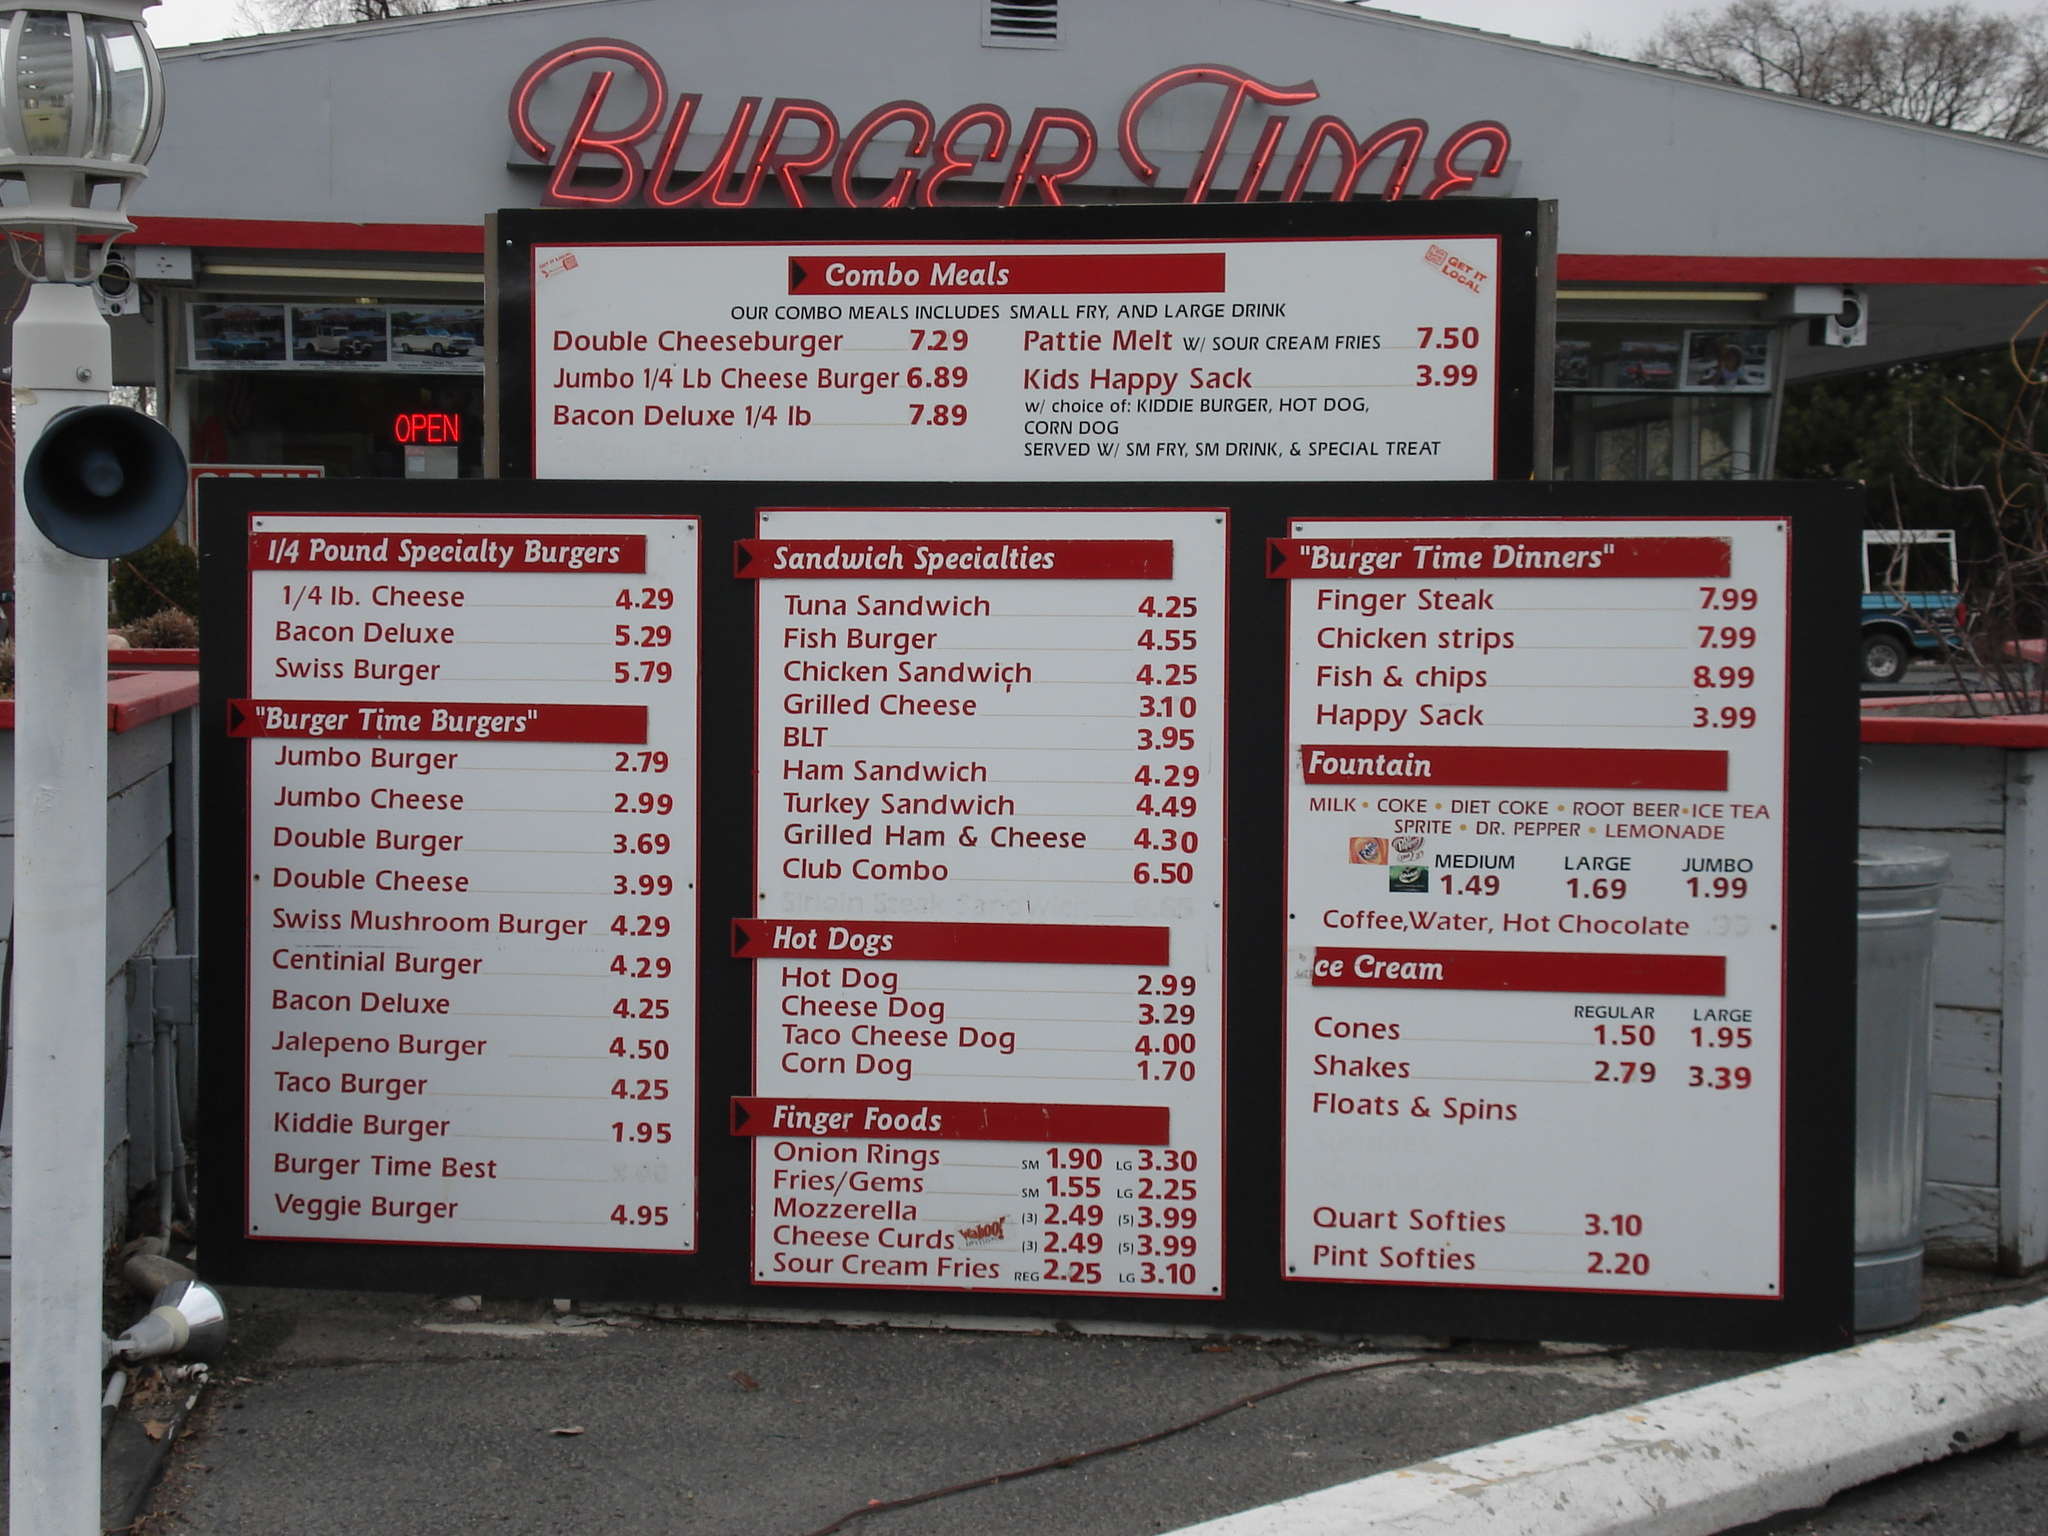 BURGER TIME
OPEN
Combo Meals
GET IT LOCAL
GET IT
LOCAL
OUR COMBO MEALS INCLUDES SMALL FRY, AND LARGE DRINK
Double Cheeseburger 7.29
Jumbo 1/4 Lb Cheese Burger 6.89
Bacon Deluxe 1/4 lb 7.89
Pattie Melt W/ SOUR CREAM FRIES 7.50
Kids Happy Sack 3.99
w/ choice of: KIDDIE BURGER, HOT DOG,
CORN DOG
SERVED W/ SM FRY, SM DRINK, & SPECIAL TREAT
1/4 Pound Specialty Burgers
1/4 lb. Cheese 4.29
Bacon Deluxe 5.29
Swiss Burger 5.79
"Burger Time Burgers"
Jumbo Burger 2.79
Jumbo Cheese 2.99
Double Burger 3.69
Double Cheese 3.99
Swiss Mushroom Burger 4.29
Centinial Burger 4.29
Bacon Deluxe 4.25
Jalepeno Burger 4.50
Taco Burger 4.25
Kiddie Burger 1.95
Burger Time Best
Veggie Burger 4.95
Sandwich Specialties
Tuna Sandwich 4.25
Fish Burger 4.55
Chicken Sandwich 4.25
Grilled Cheese 3.10
BLT 3.95
Ham Sandwich 4.29
Turkey Sandwich 4.49
Grilled Ham & Cheese 4.30
Club Combo 6.50
Sirloin Steak Sandwich 6.65
Hot Dogs
Hot Dog 2.99
Cheese Dog 3.29
Taco Cheese Dog 4.00
Corn Dog 1.70
Finger Foods
Onion Rings SM 1.90 LG 3.30
Fries/Gems SM 1.55 LG 2.25
Mozzerella (3) 2.49 (5) 3.99
Cheese Curds Wahoo! (3) 2.49 (5) 3.99
Sour Cream Fries REG 2.25 LG 3.10
"Burger Time Dinners"
Finger Steak 7.99
Chicken strips 7.99
Fish & chips 8.99
Happy Sack 3.99
Fountain
MILK • COKE • DIET COKE • ROOT BEER • ICE TEA
SPRITE • DR. PEPPER • LEMONADE
MEDIUM LARGE JUMBO
1.49 1.69 1.99
Coffee,Water, Hot Chocolate .99
ce Cream
REGULAR LARGE
Cones 1.50 1.95
Shakes 2.79 3.39
Floats & Spins
Quart Softies 3.10
Pint Softies 2.20